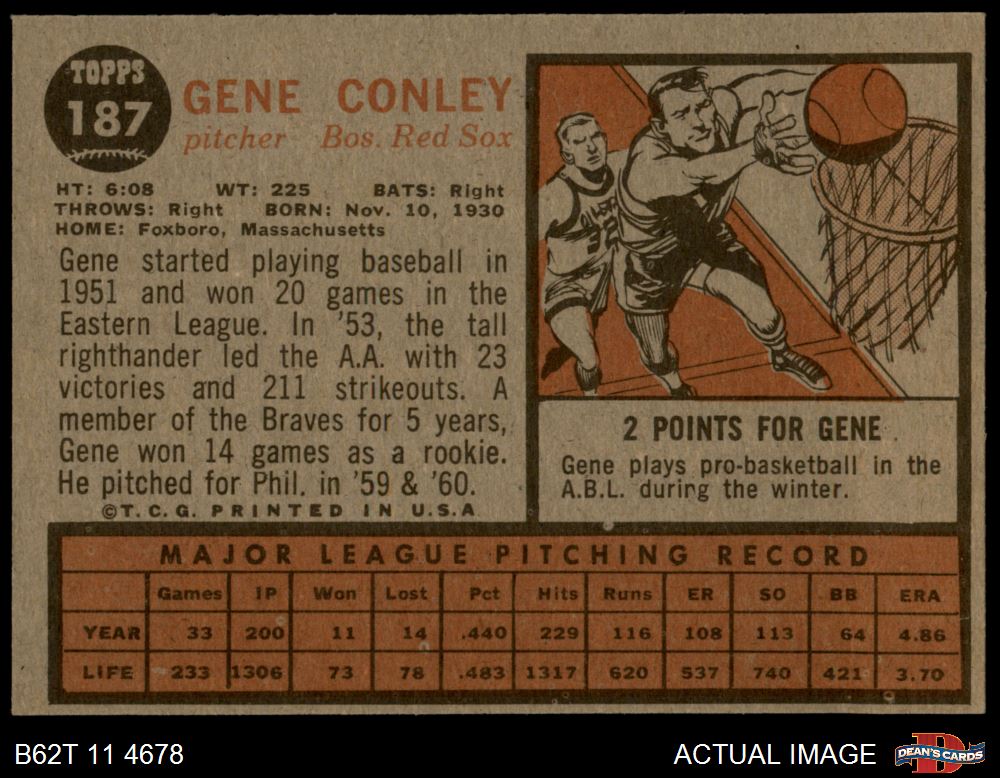 TOPPS
187
GENE CONLEY
pitcher Bos. Red Sox
HT: 6:08 WT: 225 BATS: Right
THROWS: Right BORN: Nov. 10, 1930
HOME: Foxboro, Massachusetts
Gene started playing baseball in
1951 and won 20 games in the
Eastern League. In '53, the tall
righthander led the A.A. with 23
victories and 211 strikeouts. A
member of the Braves for 5 years,
Gene won 14 games as a rookie.
He pitched for Phil. in '59 & '60.
©T.C.G. PRINTED IN U.S.A
2 POINTS FOR GENE
Gene plays pro-basketball in the
A.B.L. during the winter.
MAJOR LEAGUE PITCHING RECORD
Games IP Won Lost Pct Hits Runs ER SO BB ERA
YEAR 33 200 11 14 .440 229 116 108 113 64 4.86
LIFE 233 1306 73 78 .483 1317 620 537 740 421 3.70
B62T 11 4678
ACTUAL IMAGE
DEAN'S CARDS